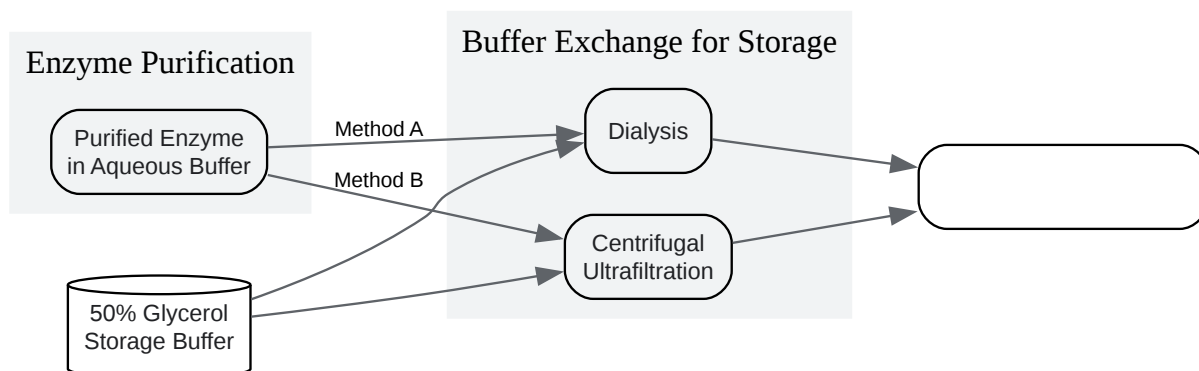 Enzyme Purification
Purified Enzyme
in Aqueous Buffer
50% Glycerol
Storage Buffer
Method A
Method B
Buffer Exchange for Storage
Dialysis
Centrifugal
Ultrafiltration